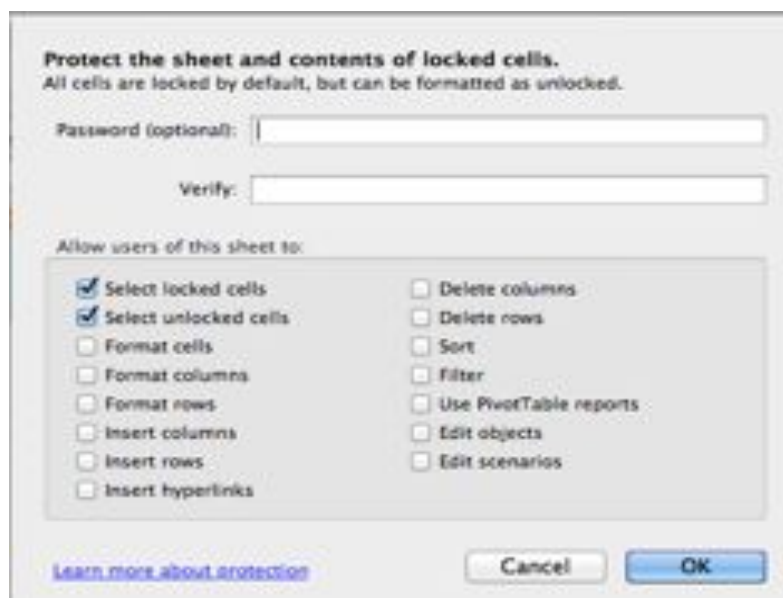 Protect the sheet and contents of locked cells.
All cells are locked by default, but can be formatted as unlocked.
Password (optional):
Verify:
Allow users of this sheet to:
Select locked cells
Select unlocked cells
Format cells
Format columns
Format rows
Insert columns
Insert rows
Insert hyperlinks
Delete columns
Delete rows
Sort
Filter
Use PivotTable reports
Edit objects
Edit scenarios
Learn more about protection
Cancel
OK